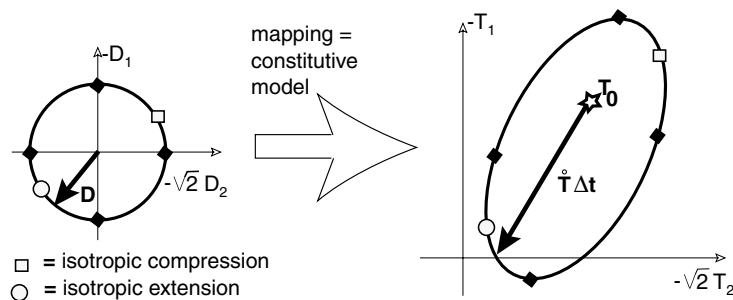 -D₁
mapping =
constitutive
model
-T₁
T₀
D
-√2 D₂
T̊ Δt
□ = isotropic compression
○ = isotropic extension
-√2 T₂